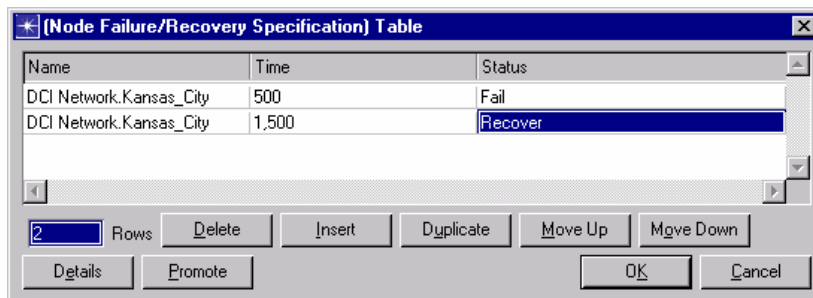 (Node Failure/Recovery Specification) Table
Name Time Status
DCI Network.Kansas_City 500 Fail
DCI Network.Kansas_City 1,500 Recover
2 Rows Delete Insert Duplicate Move Up Move Down
Details Promote OK Cancel